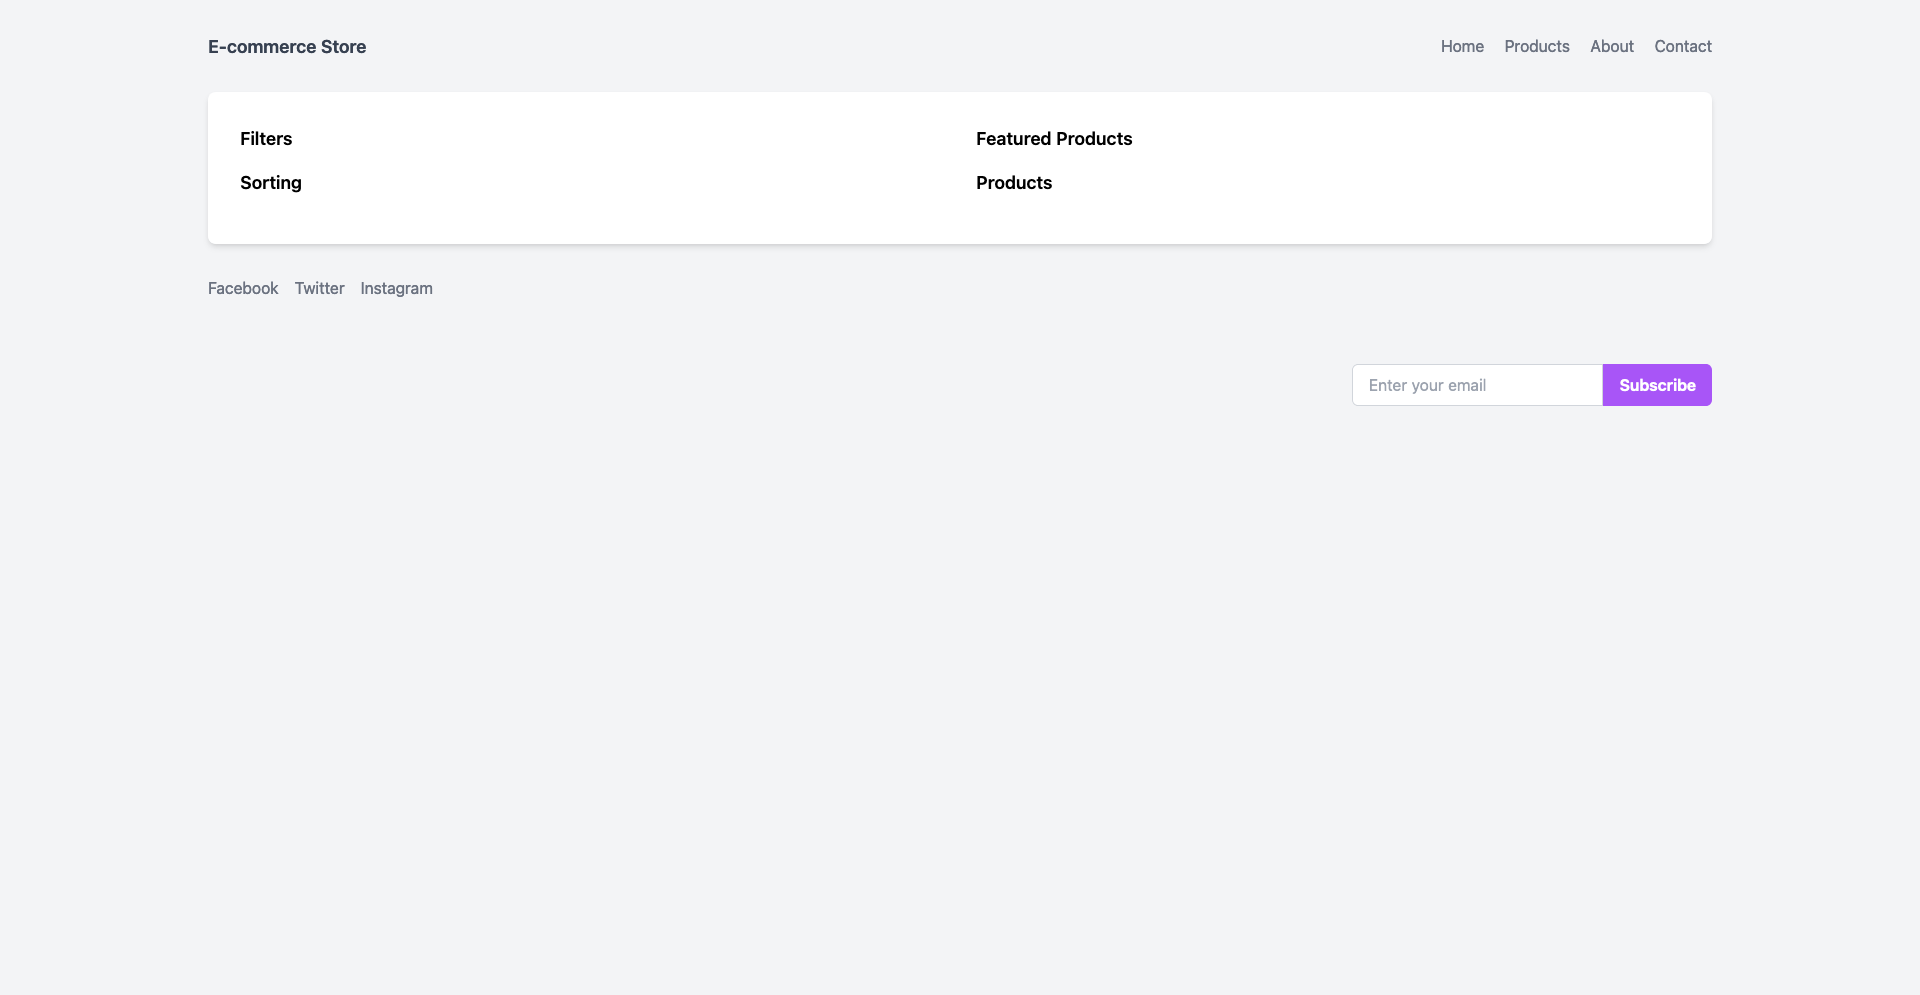 E-commerce Store
Home Products About Contact
Filters
Sorting
Featured Products
Products
Facebook Twitter Instagram
Enter your email Subscribe